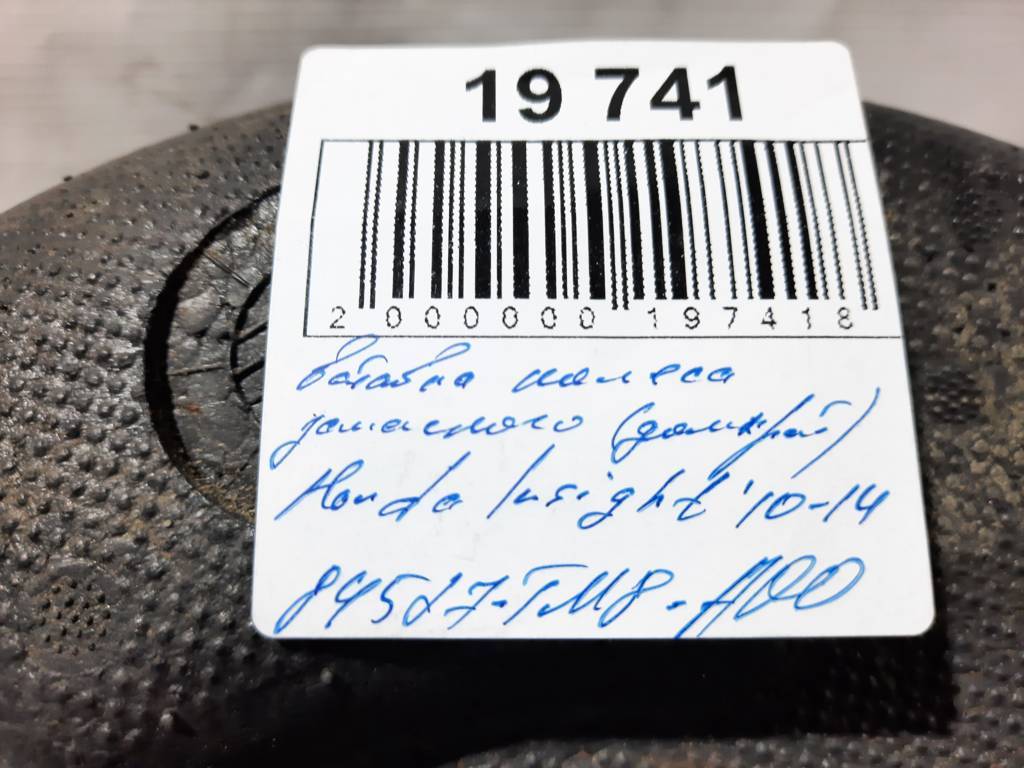 19 741
2 000000 197418
вставка колеса
запасного (домкрат)
Honda Insight '10-14
84527-TM8-A00